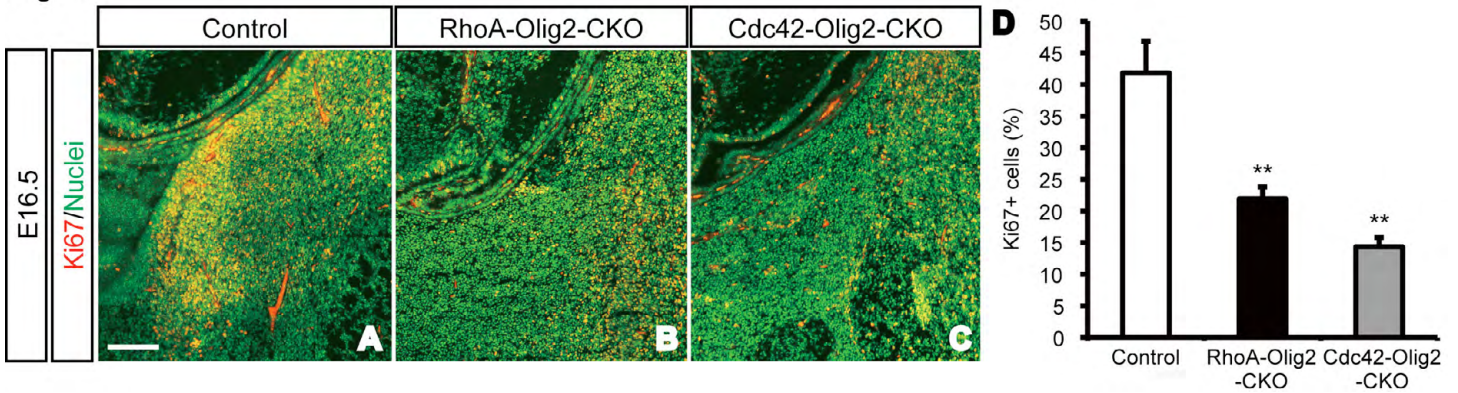 Control
RhoA-Olig2-CKO
Cdc42-Olig2-CKO
E16.5
Ki67/Nuclei
A
B
C
D
Ki67+ cells (%)
50
45
40
35
30
25
20
15
10
5
0
**
**
Control
RhoA-Olig2
-CKO
Cdc42-Olig2
-CKO